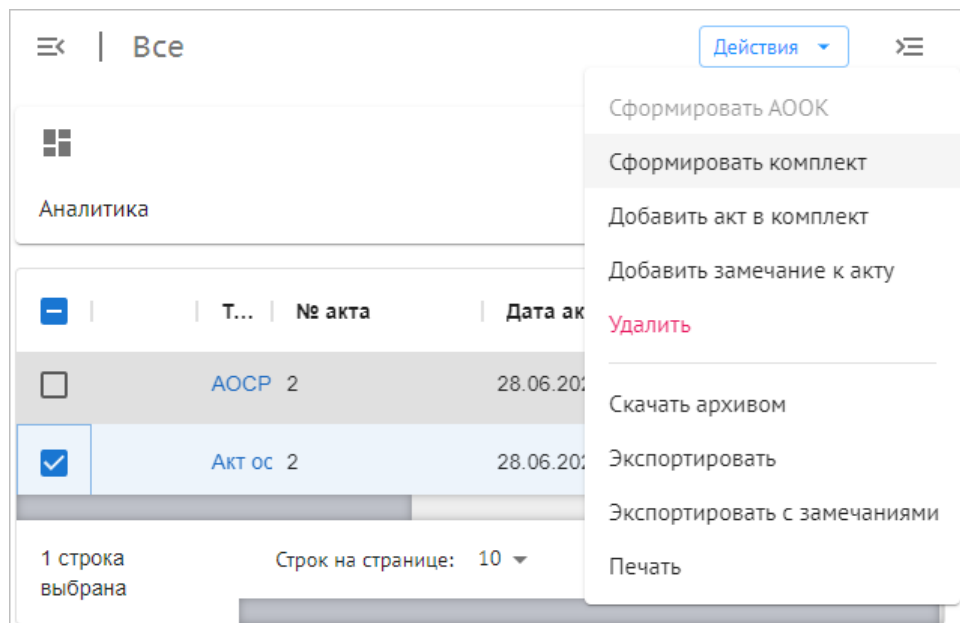 Все
Действия
Сформировать АООК
Сформировать комплект
Добавить акт в комплект
Добавить замечание к акту
Удалить
Скачать архивом
Экспортировать
Экспортировать с замечаниями
Печать
Аналитика
Т... № акта Дата ак
АОСР 2 28.06.202
Акт ос 2 28.06.202
1 строка
выбрана
Строк на странице: 10